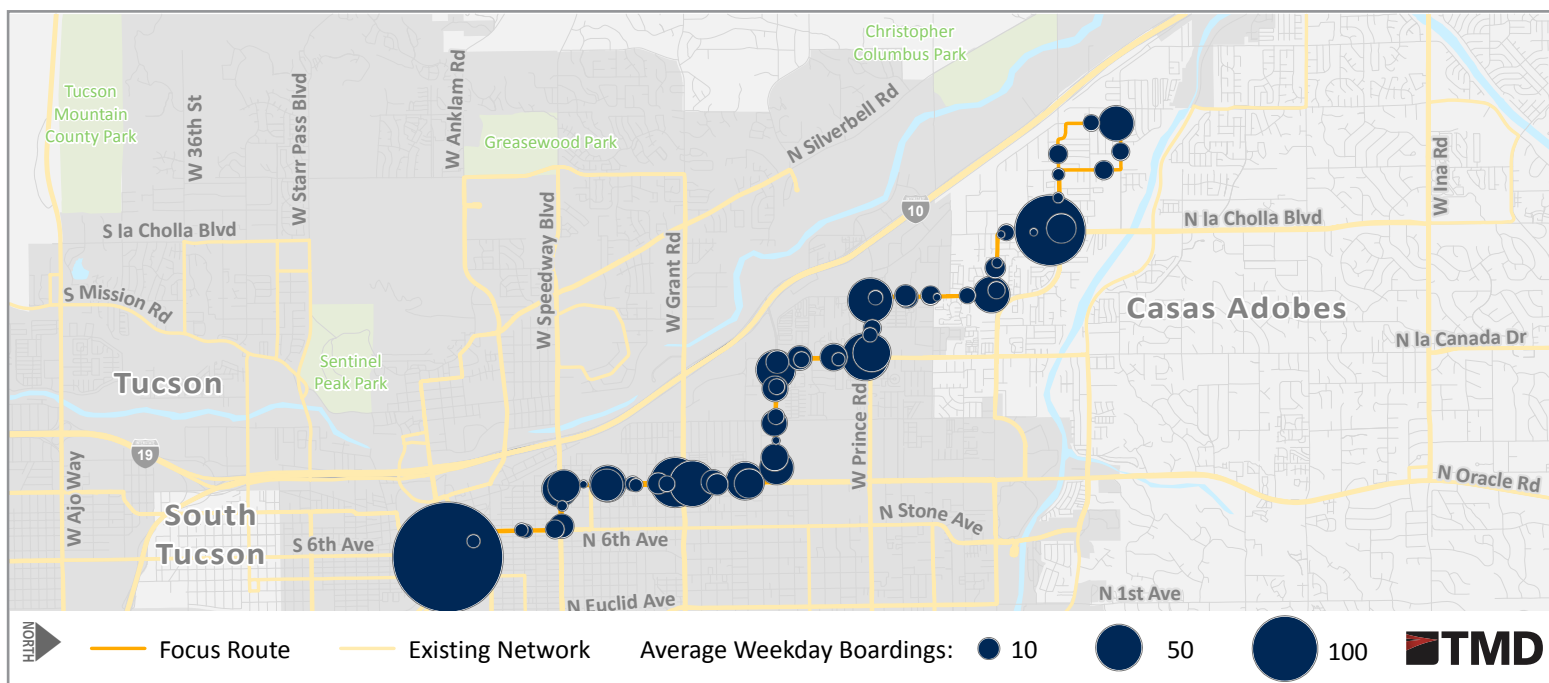 Christopher
Columbus Park
Tucson
Mountain
County Park
W 36th St
W Starr Pass Blvd
W Anklam Rd
Greasewood Park
N Silverbell Rd
W Ina Rd
10
S la Cholla Blvd
N la Cholla Blvd
W Speedway Blvd
W Grant Rd
S Mission Rd
Casas Adobes
N la Canada Dr
Sentinel
Peak Park
Tucson
W Prince Rd
19
W Ajo Way
N Oracle Rd
South
Tucson
S 6th Ave
N 6th Ave
N Stone Ave
N Euclid Ave
N 1st Ave
NORTH
Focus Route
Existing Network
Average Weekday Boardings:
10
50
100
TMD